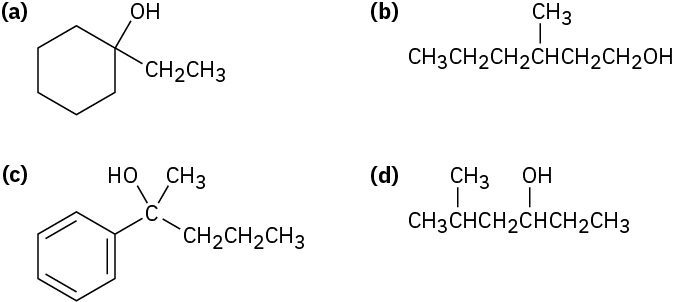 (a)
OH
CH₂CH₃
(b)
CH₃
CH₃CH₂CH₂CHCH₂CH₂OH
(c)
HO CH₃
C
CH₂CH₂CH₃
(d)
CH₃ OH
CH₃CHCH₂CHCH₂CH₃